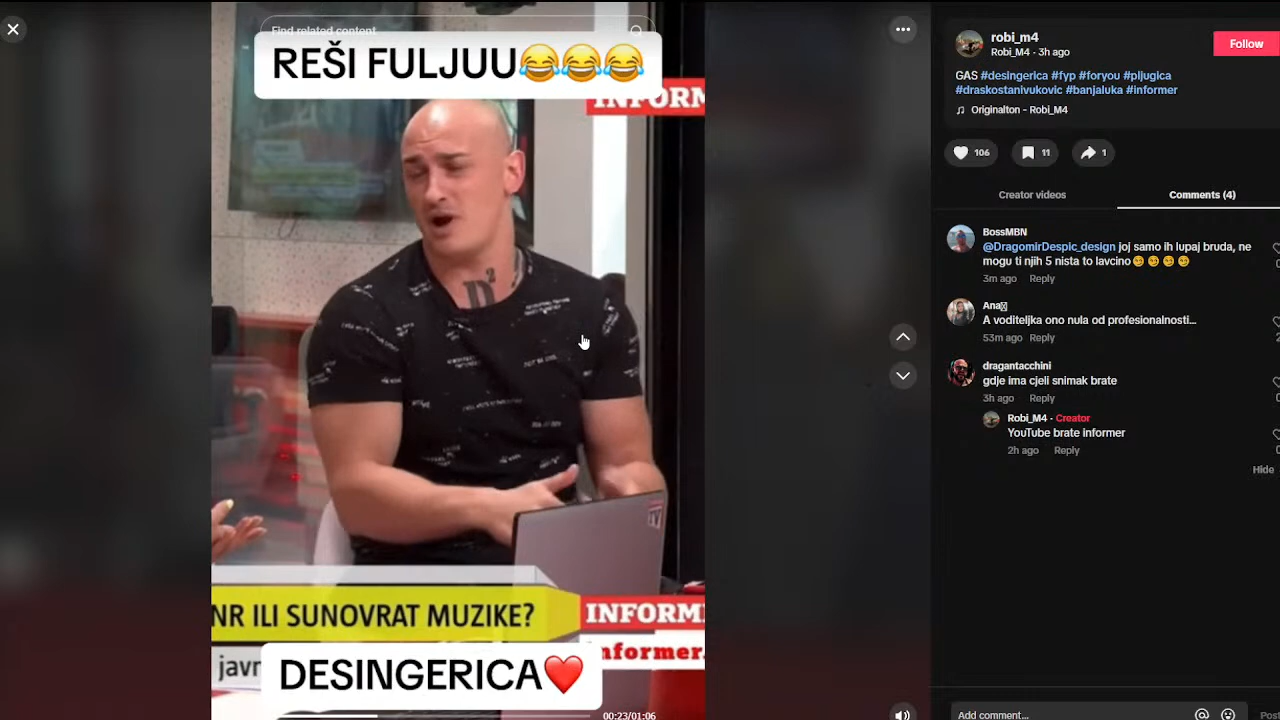 Find related content
REŠI FULJUU😂😂😂
INFORM
D²
NR ILI SUNOVRAT MUZIKE?
INFORM
nformer.
javn
DESINGERICA❤️
00:23/01:06
robi_m4
Robi_M4 · 3h ago
Follow
GAS #desingerica #fyp #foryou #pljugica
#draskostanivukovic #banjaluka #informer
Originalton - Robi_M4
106
11
1
Creator videos
Comments (4)
BossMBN
@DragomirDespic_design joj samo ih lupaj bruda, ne
mogu ti njih 5 nista to lavcino😏😏😏😏
3m ago Reply
Ana
A voditeljka ono nula od profesionalnosti...
53m ago Reply
dragantacchini
gdje ima cjeli snimak brate
3h ago Reply
Robi_M4 · Creator
YouTube brate informer
2h ago Reply
Hide
Add comment...
Post